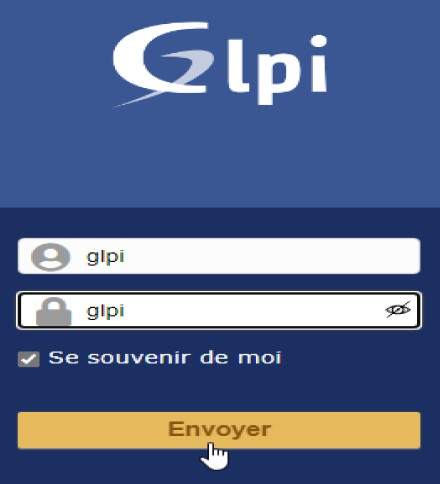 Glpi
glpi
glpi
Se souvenir de moi
Envoyer